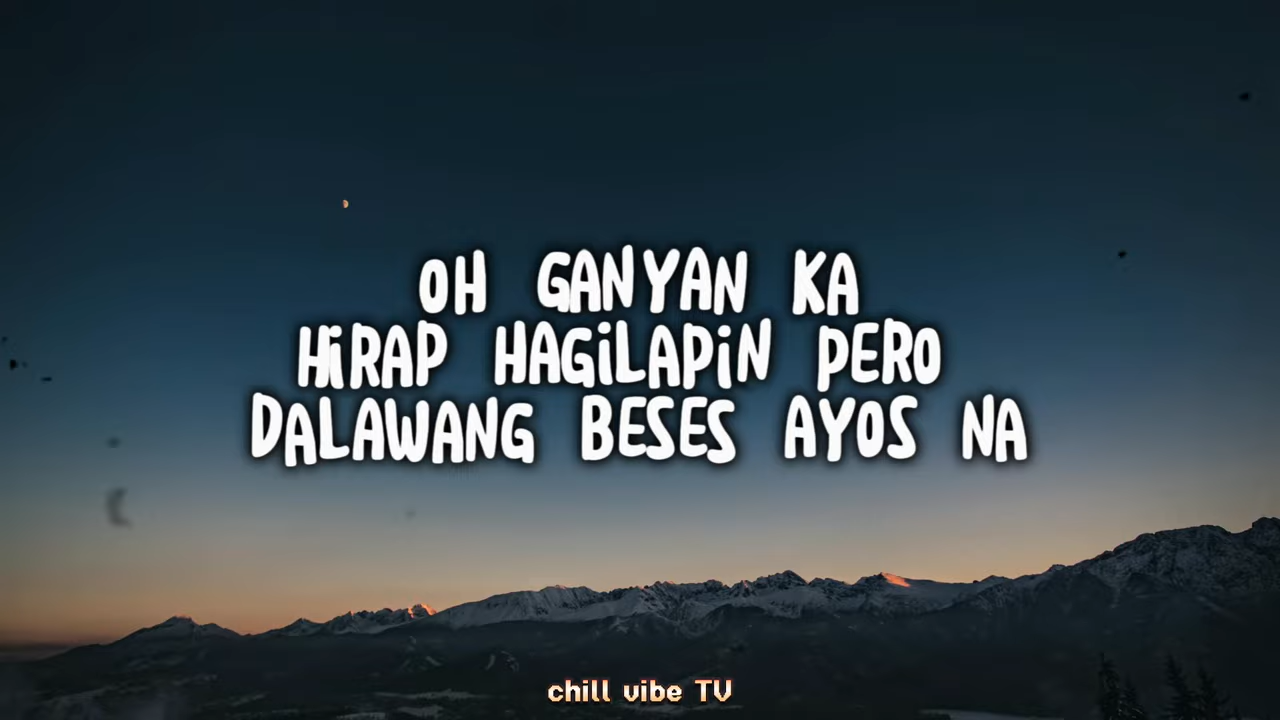 OH GANYAN KA
HiRAP HAGiLAPiN PERO
DALAWANG BESES AYOS NA
chill vibe TV